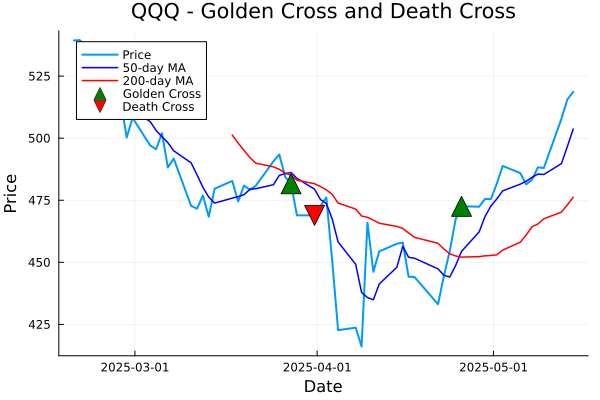 QQQ - Golden Cross and Death Cross
Price
50-day MA
200-day MA
Golden Cross
Death Cross
525
500
475
450
425
Price
2025-03-01
2025-04-01
2025-05-01
Date